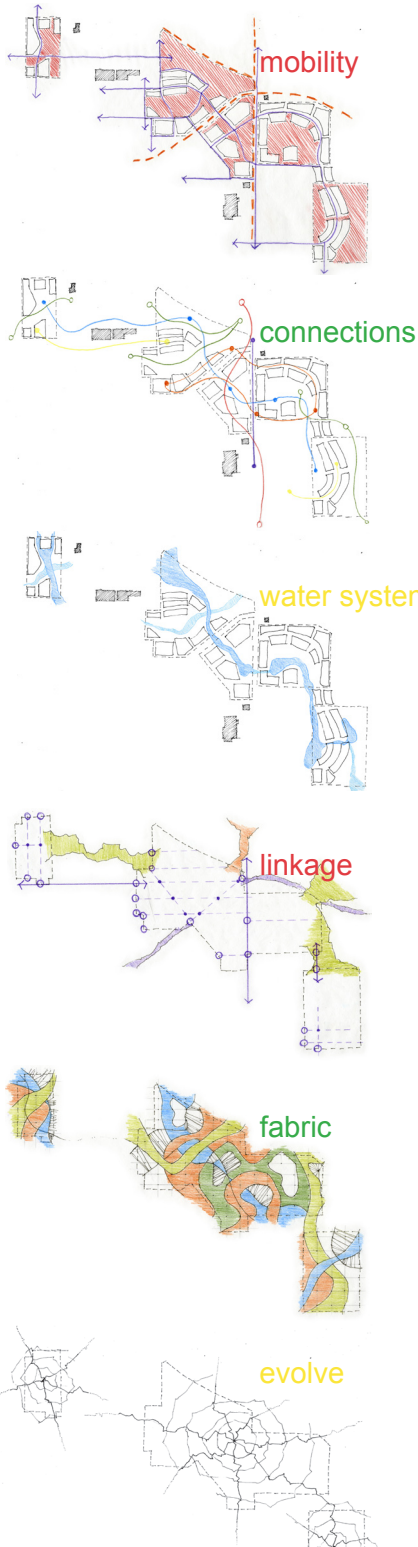 mobility
connections
water syster
linkage
fabric
evolve